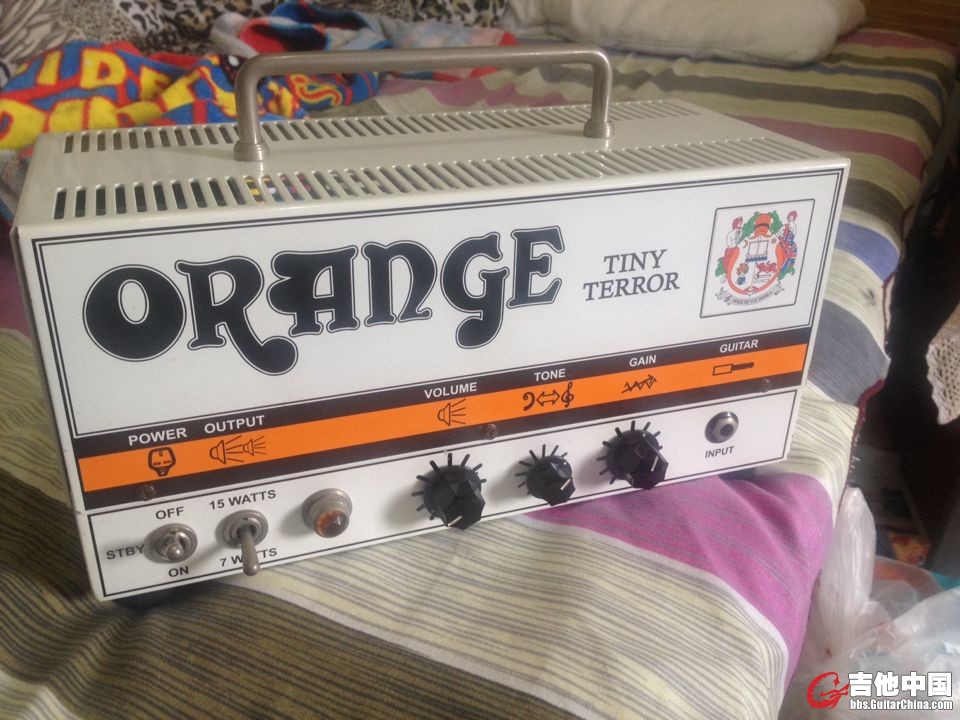 ORANGE
TINY
TERROR
POWER
OUTPUT
VOLUME
TONE
GAIN
GUITAR
OFF
STBY
ON
15 WATTS
7 WATTS
INPUT
吉他中国
bbs.GuitarChina.com